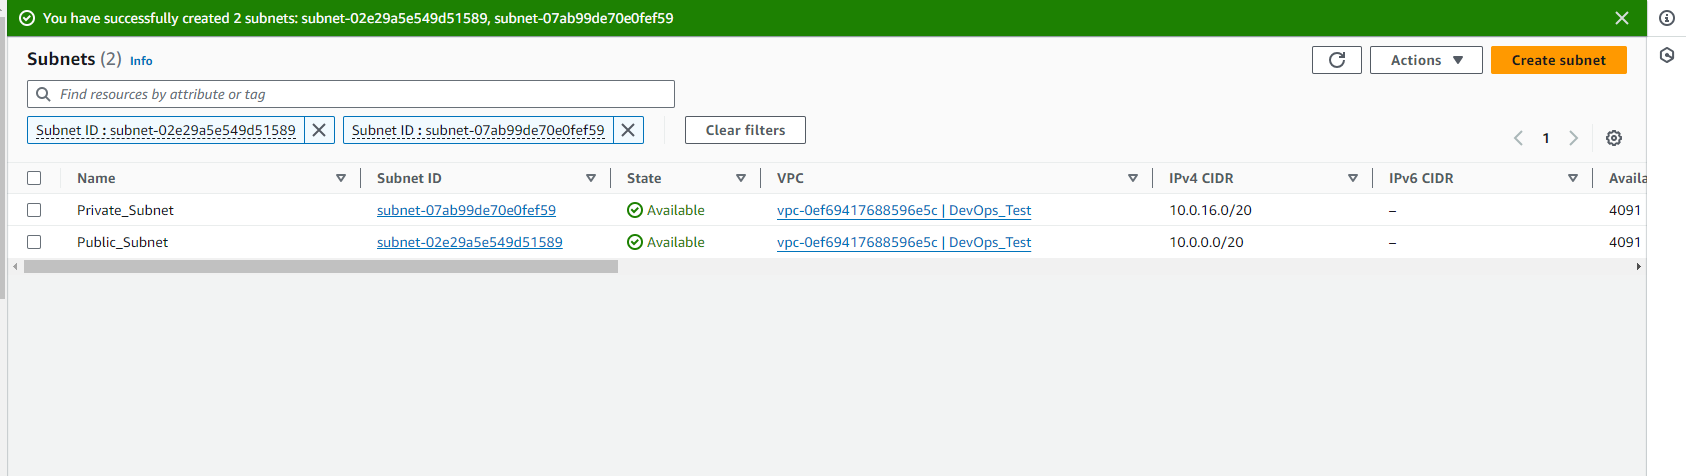 You have successfully created 2 subnets: subnet-02e29a5e549d51589, subnet-07ab99de70e0fef59
Subnets (2) Info
Actions
Create subnet
Find resources by attribute or tag
Subnet ID : subnet-02e29a5e549d51589
Subnet ID : subnet-07ab99de70e0fef59
Clear filters
1
Name Subnet ID State VPC IPv4 CIDR IPv6 CIDR Availa
Private_Subnet subnet-07ab99de70e0fef59 Available vpc-0ef69417688596e5c | DevOps_Test 10.0.16.0/20 – 4091
Public_Subnet subnet-02e29a5e549d51589 Available vpc-0ef69417688596e5c | DevOps_Test 10.0.0.0/20 – 4091